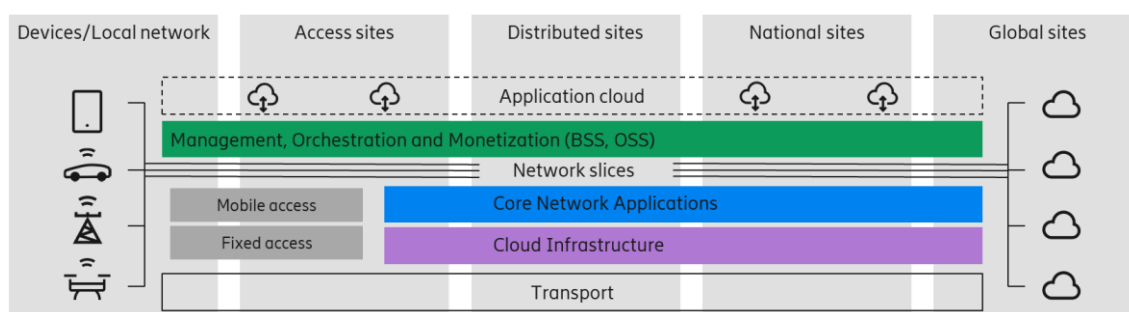 Devices/Local network
Access sites
Distributed sites
National sites
Global sites
Application cloud
Management, Orchestration and Monetization (BSS, OSS)
Network slices
Mobile access
Core Network Applications
Fixed access
Cloud Infrastructure
Transport